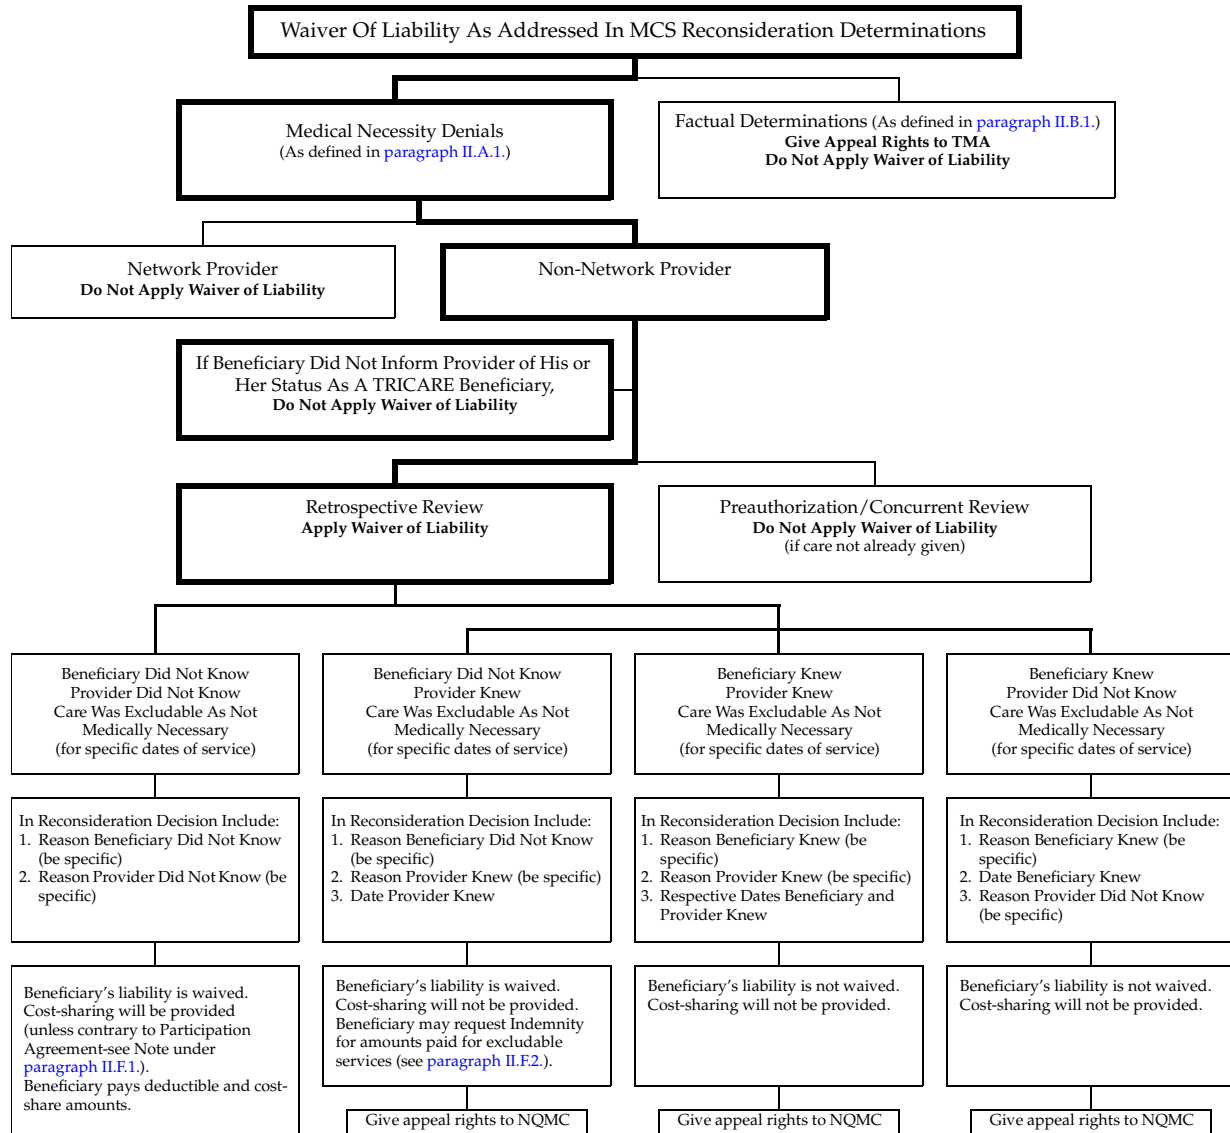 Waiver Of Liability As Addressed In MCS Reconsideration Determinations
Medical Necessity Denials
(As defined in paragraph II.A.1.)
Factual Determinations (As defined in paragraph II.B.1.)
Give Appeal Rights to TMA
Do Not Apply Waiver of Liability
Network Provider
Do Not Apply Waiver of Liability
Non-Network Provider
If Beneficiary Did Not Inform Provider of His or
Her Status As A TRICARE Beneficiary,
Do Not Apply Waiver of Liability
Retrospective Review
Apply Waiver of Liability
Preauthorization/Concurrent Review
Do Not Apply Waiver of Liability
(if care not already given)
Beneficiary Did Not Know
Provider Did Not Know
Care Was Excludable As Not
Medically Necessary
(for specific dates of service)
Beneficiary Did Not Know
Provider Knew
Care Was Excludable As Not
Medically Necessary
(for specific dates of service)
Beneficiary Knew
Provider Knew
Care Was Excludable As Not
Medically Necessary
(for specific dates of service)
Beneficiary Knew
Provider Did Not Know
Care Was Excludable As Not
Medically Necessary
(for specific dates of service)
In Reconsideration Decision Include:
1. Reason Beneficiary Did Not Know
(be specific)
2. Reason Provider Did Not Know (be
specific)
In Reconsideration Decision Include:
1. Reason Beneficiary Did Not Know
(be specific)
2. Reason Provider Knew (be specific)
3. Date Provider Knew
In Reconsideration Decision Include:
1. Reason Beneficiary Knew (be
specific)
2. Reason Provider Knew (be specific)
3. Respective Dates Beneficiary and
Provider Knew
In Reconsideration Decision Include:
1. Reason Beneficiary Knew (be
specific)
2. Date Beneficiary Knew
3. Reason Provider Did Not Know
(be specific)
Beneficiary's liability is waived.
Cost-sharing will be provided
(unless contrary to Participation
Agreement-see Note under
paragraph II.F.1.).
Beneficiary pays deductible and cost-
share amounts.
Beneficiary's liability is waived.
Cost-sharing will not be provided.
Beneficiary may request Indemnity
for amounts paid for excludable
services (see paragraph II.F.2.).
Beneficiary's liability is not waived.
Cost-sharing will not be provided.
Beneficiary's liability is not waived.
Cost-sharing will not be provided.
Give appeal rights to NQMC
Give appeal rights to NQMC
Give appeal rights to NQMC